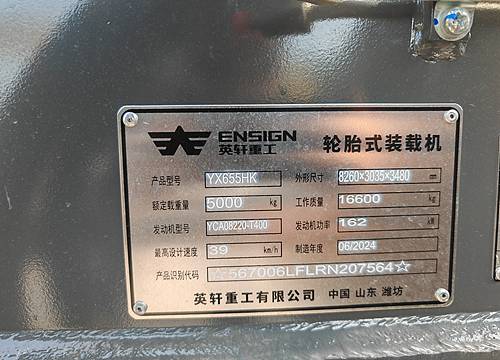 ENSIGN
英轩重工
轮胎式装载机
产品型号 YX655HK 外形尺寸 8260×3035×3480 mm
额定载重量 5000 kg 工作质量 16600 kg
发动机型号 YCA08220-T400 发动机功率 162 kW
最高设计速度 39 km/h 制造年度 06/2024
产品识别代码 ☆567006LFLRN207564☆
英轩重工有限公司 中国 山东 潍坊